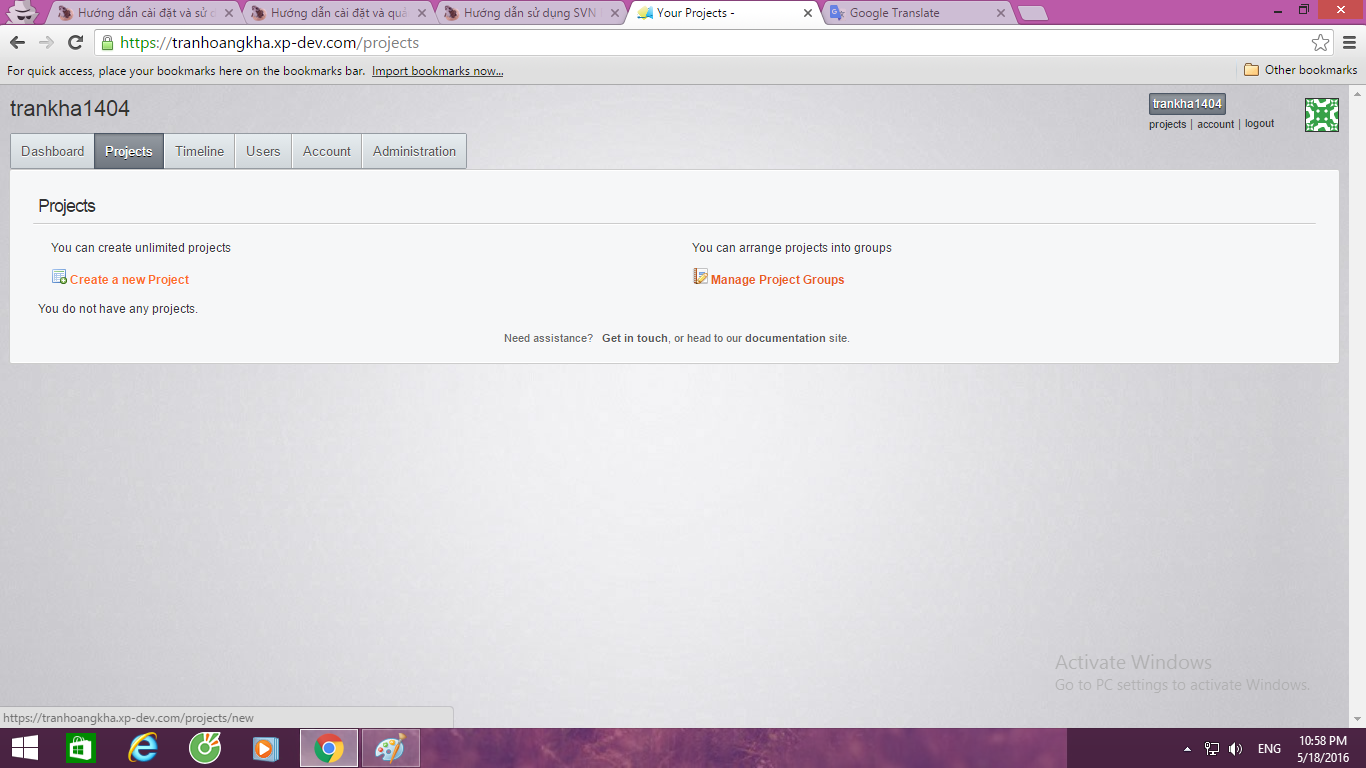 Hướng dẫn cài đặt và sử d
Hướng dẫn cài đặt và quả
Hướng dẫn sử dụng SVN
Your Projects -
Google Translate
https://tranhoangkha.xp-dev.com/projects
For quick access, place your bookmarks here on the bookmarks bar. Import bookmarks now...
Other bookmarks
trankha1404
trankha1404
projects | account | logout
Dashboard
Projects
Timeline
Users
Account
Administration
Projects
You can create unlimited projects
You can arrange projects into groups
Create a new Project
Manage Project Groups
You do not have any projects.
Need assistance? Get in touch, or head to our documentation site.
Activate Windows
Go to PC settings to activate Windows.
https://tranhoangkha.xp-dev.com/projects/new
ENG
10:58 PM
5/18/2016